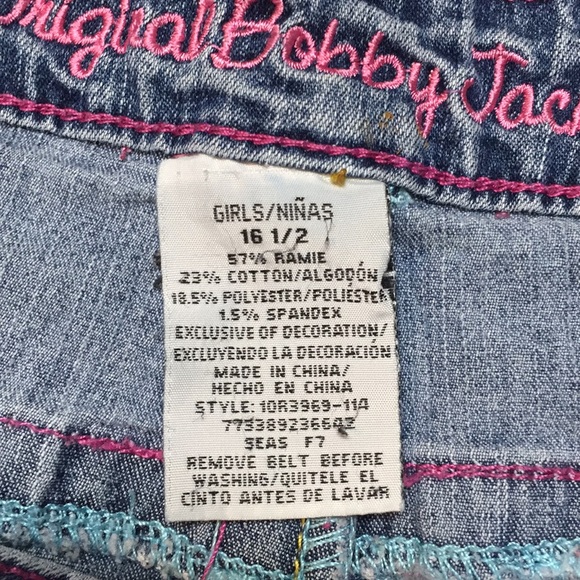 Original Bobby Jack
GIRLS/NIÑAS
16 1/2
57% RAMIE
23% COTTON/ALGODÓN
18.5% POLYESTER/POLIÉSTER
1.5% SPANDEX
EXCLUSIVE OF DECORATION/
EXCLUYENDO LA DECORACIÓN
MADE IN CHINA/
HECHO EN CHINA
STYLE: 10R3969-114
773389236642
SEAS F7
REMOVE BELT BEFORE
WASHING/QUITELE EL
CINTO ANTES DE LAVAR